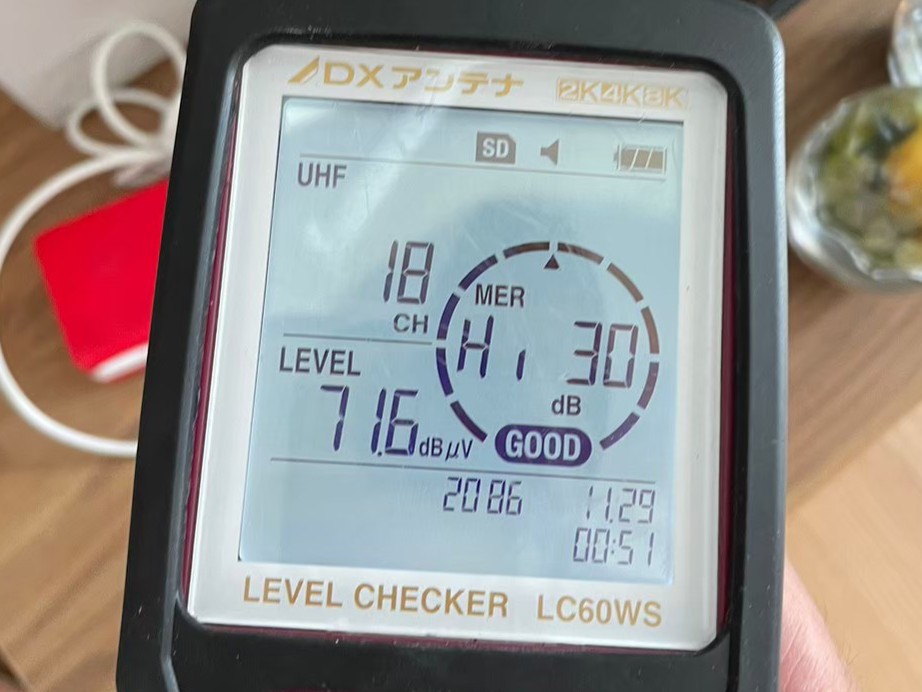 DXアンテナ 2K4K8K
SD
UHF
18
CH
MER
Hi 30
dB
GOOD
LEVEL
71.6 dBμV
2086 11.29
00:51
LEVEL CHECKER LC60WS